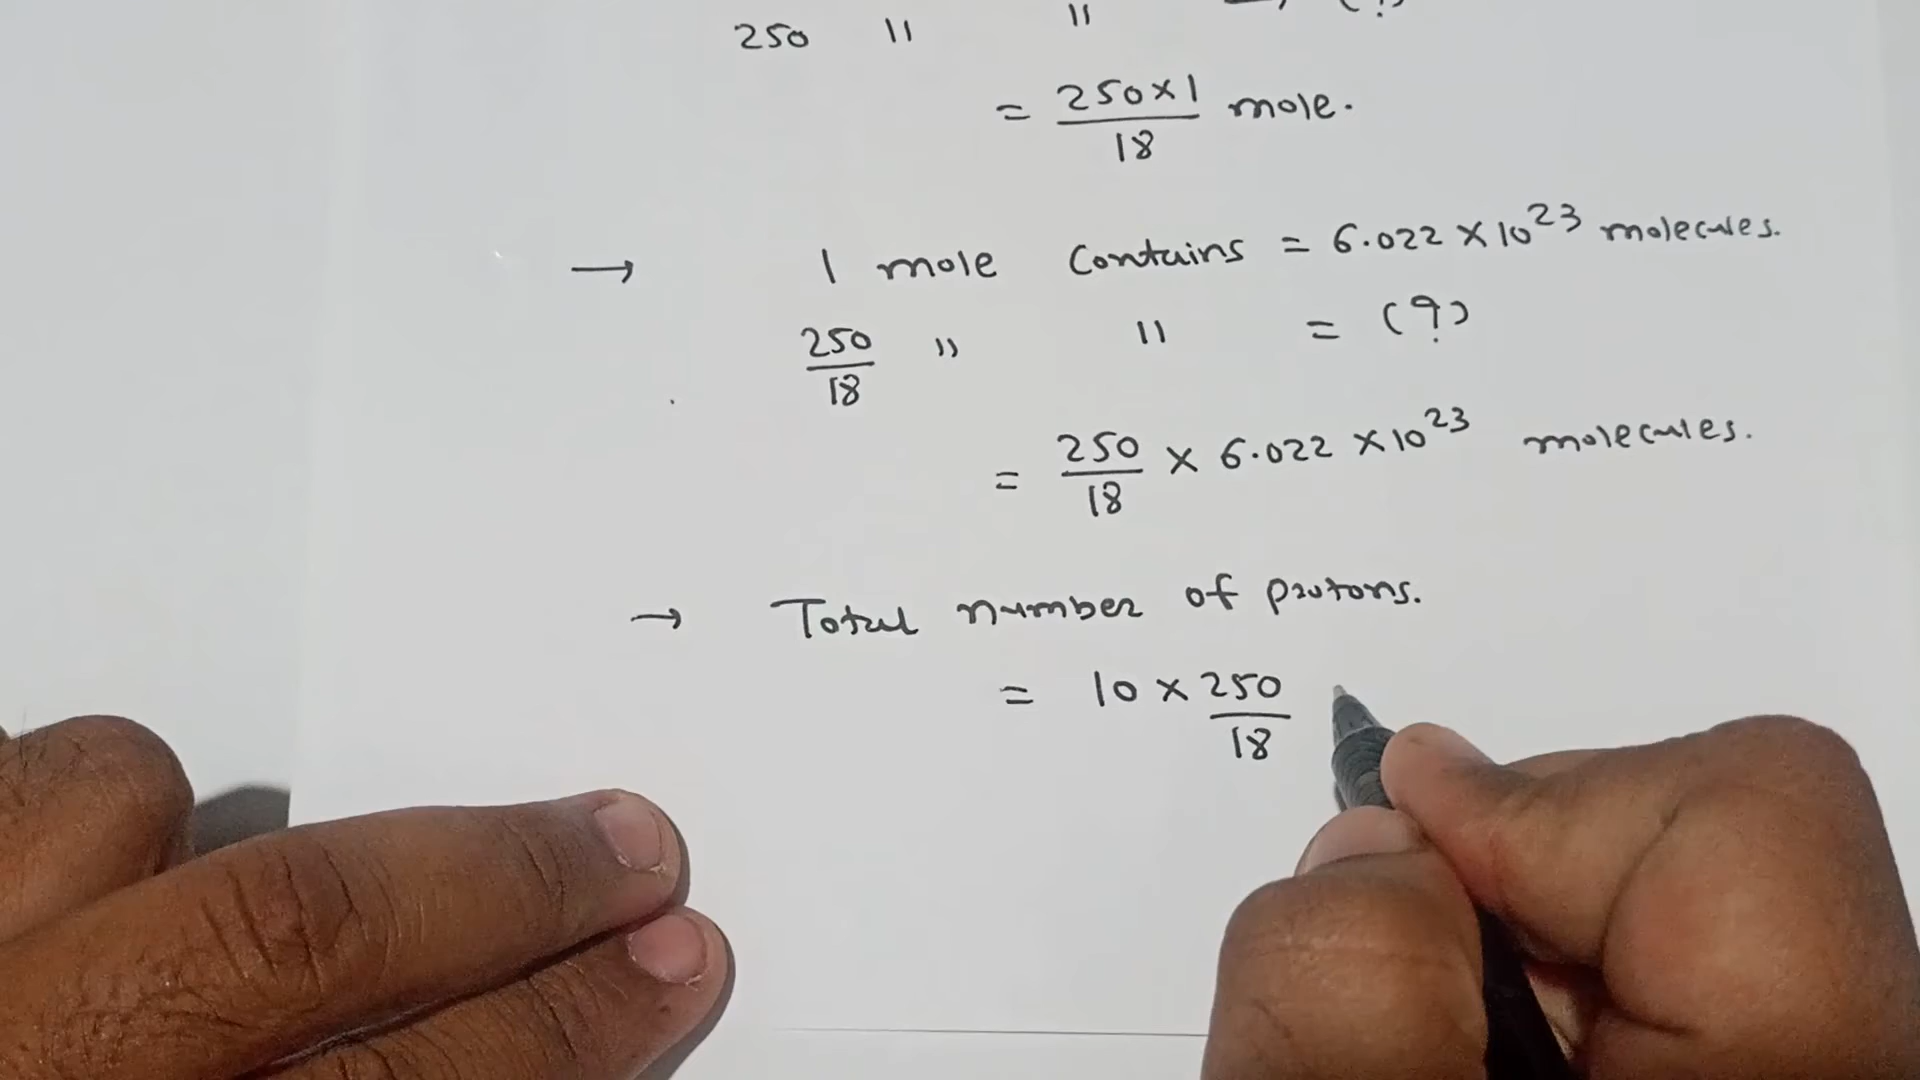 250 " "
= 250×1/18 mole.
→ 1 mole Contains = 6.022 × 10^23 molecules.
250/18 " " = (?)
= 250/18 × 6.022 × 10^23 molecules.
→ Total number of protons.
= 10 × 250/18